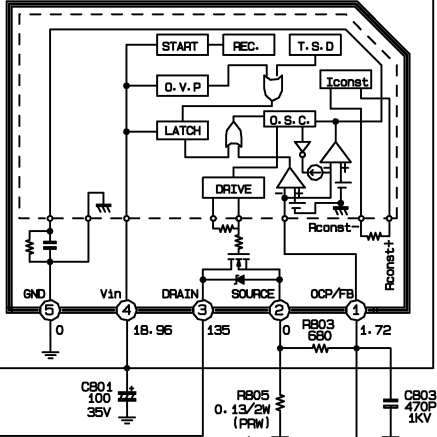 START
REC.
T.S.D
Iconst
O.V.P
O.S.C.
LATCH
DRIVE
Rconst-
Rconst+
GND
Vin
DRAIN
SOURCE
OCP/FB
5
4
3
2
1
0
18.96
135
0
1.72
R803
680
C801
100
35V
R805
0.13/2W
(PRW)
C803
470P
1KV